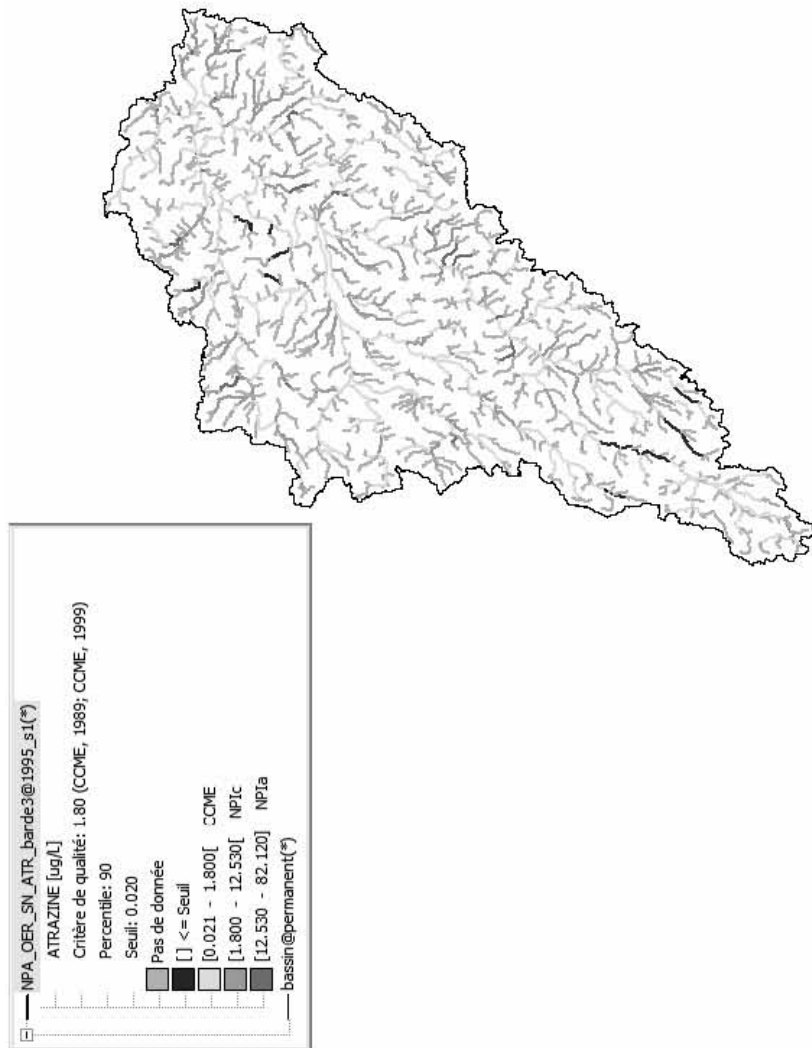 NPA_OER_SN_ATR_barde3@1995_s1(*)
ATRAZINE [ug/L]
Critère de qualité: 1.80 (CCME, 1989; CCME, 1999)
Percentile: 90
Seuil: 0.020
Pas de donnée
[ ] <= Seuil
[0.021 - 1.800[ CCME
[1.800 - 12.530[ NPIc
[12.530 - 82.120] NPIa
bassin@permanent(*)